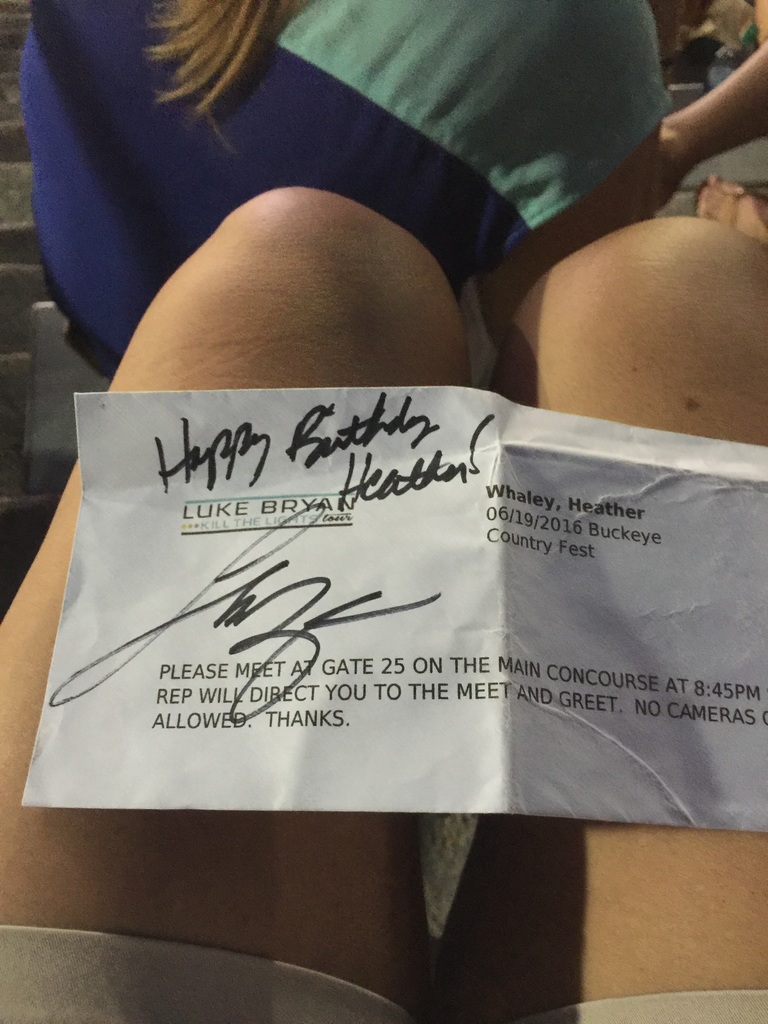 Happy Birthday
Heather!
LUKE BRYAN
KILL THE LIGHTS tour
Whaley, Heather
06/19/2016 Buckeye
Country Fest
PLEASE MEET AT GATE 25 ON THE MAIN CONCOURSE AT 8:45PM
REP WILL DIRECT YOU TO THE MEET AND GREET. NO CAMERAS
ALLOWED. THANKS.